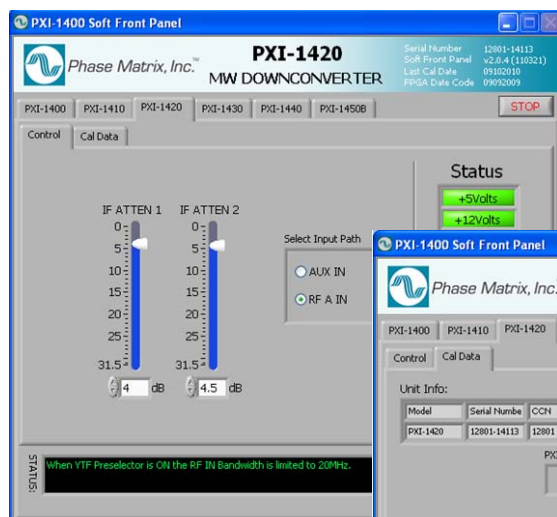 PXI-1400 Soft Front Panel
Phase Matrix, Inc.™
PXI-1420
MW DOWNCONVERTER
Serial Number 12801-14113
Soft Front Panel v2.0.4 (110321)
Last Cal Date 09102010
FPGA Date Code 09092009
PXI-1400 PXI-1410 PXI-1420 PXI-1430 PXI-1440 PXI-1450B STOP
Control Cal Data
Status
+5Volts
+12Volts
IF ATTEN 1 IF ATTEN 2
0 0
5 5
10 10
15 15
20 20
25 25
31.5 31.5
4 dB 4.5 dB
Select Input Path
AUX IN
RF A IN
STATUS:
When YTF Preselector is ON the RF IN Bandwidth is limited to 20MHz.
PXI-1400 Soft Front Panel
Phase Matrix, Inc.
PXI-1400 PXI-1410 PXI-1420
Control Cal Data
Unit Info:
Model Serial Numbe CCN
PXI-1420 12801-14113 12801
PXI